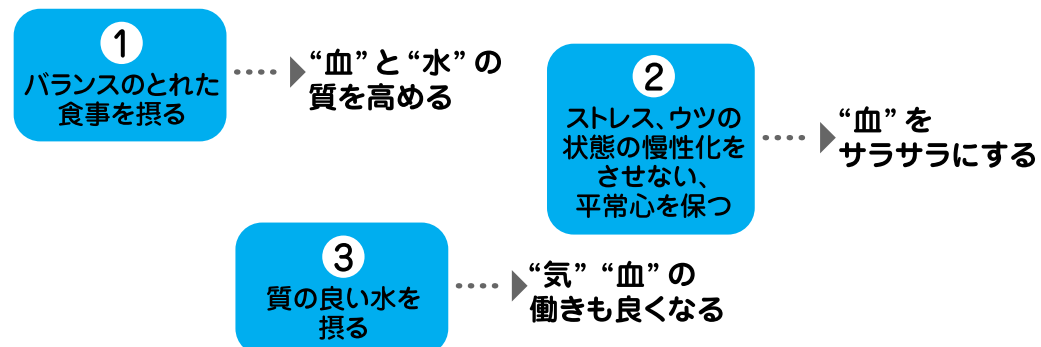 ①
バランスのとれた
食事を摂る
“血”と“水”の
質を高める
②
ストレス、ウツの
状態の慢性化を
させない、
平常心を保つ
“血”を
サラサラにする
③
質の良い水を
摂る
“気”“血”の
働きも良くなる